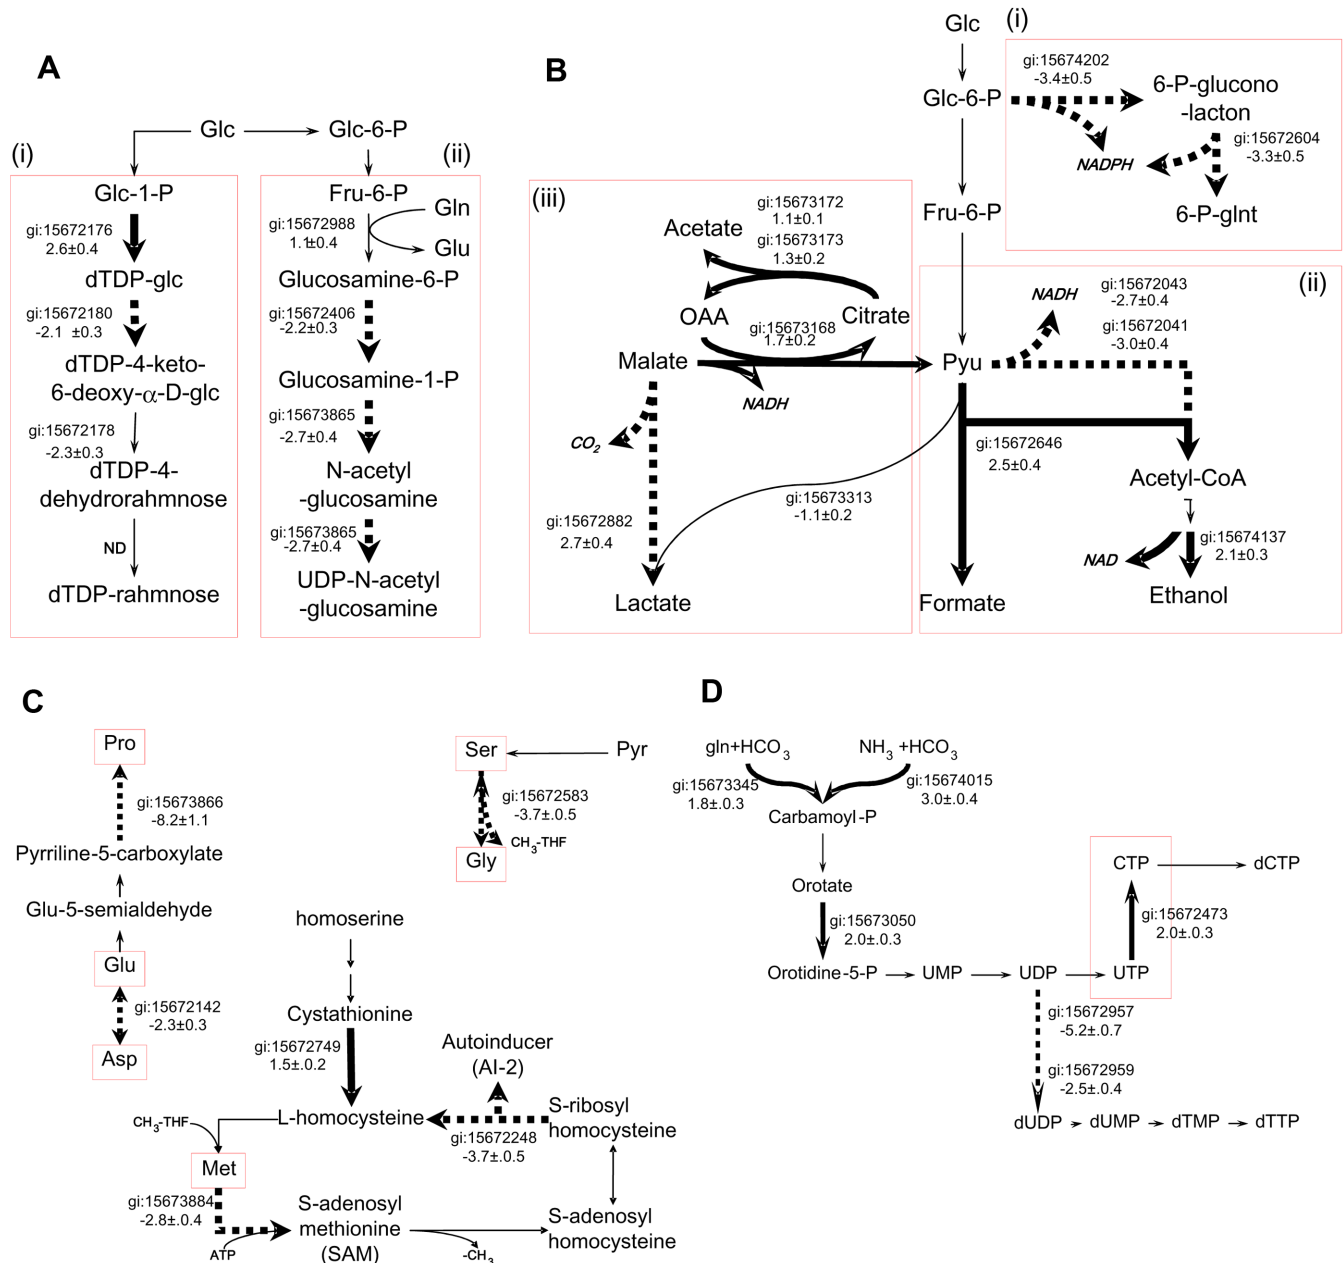 A
Glc
Glc-6-P
(i)
(ii)
Glc-1-P
gi:15672176
2.6±0.4
dTDP-glc
gi:15672180
-2.1 ±0.3
dTDP-4-keto-
6-deoxy-α-D-glc
gi:15672178
-2.3±0.3
dTDP-4-
dehydrorahmnose
ND
dTDP-rahmnose
Fru-6-P
gi:15672988
1.1±0.4
Gln
Glu
Glucosamine-6-P
gi:15672406
-2.2±0.3
Glucosamine-1-P
gi:15673865
-2.7±0.4
N-acetyl
-glucosamine
gi:15673865
-2.7±0.4
UDP-N-acetyl
-glucosamine
B
Glc
(i)
Glc-6-P
gi:15674202
-3.4±0.5
6-P-glucono
-lacton
NADPH
gi:15672604
-3.3±0.5
6-P-glnt
Fru-6-P
(iii)
gi:15673172
1.1±0.1
Acetate
gi:15673173
1.3±0.2
OAA
Citrate
gi:15673168
1.7±0.2
Malate
NADH
CO2
gi:15672882
2.7±0.4
gi:15673313
-1.1±0.2
Lactate
(ii)
NADH
gi:15672043
-2.7±0.4
gi:15672041
-3.0±0.4
Pyu
gi:15672646
2.5±0.4
Acetyl-CoA
gi:15674137
2.1±0.3
NAD
Formate
Ethanol
C
Pro
gi:15673866
-8.2±1.1
Pyrriline-5-carboxylate
Glu-5-semialdehyde
Glu
gi:15672142
-2.3±0.3
Asp
Ser
Pyr
gi:15672583
-3.7±.0.5
CH3-THF
Gly
homoserine
Cystathionine
gi:15672749
1.5±.0.2
Autoinducer
(AI-2)
L-homocysteine
S-ribosyl
homocysteine
gi:15672248
-3.7±.0.5
CH3-THF
Met
gi:15673884
-2.8±.0.4
ATP
S-adenosyl
methionine
(SAM)
-CH3
S-adenosyl
homocysteine
D
gln+HCO3
NH3 +HCO3
gi:15673345
1.8±.0.3
gi:15674015
3.0±.0.4
Carbamoyl-P
Orotate
gi:15673050
2.0±.0.3
Orotidine-5-P
UMP
UDP
UTP
CTP
dCTP
gi:15672473
2.0±.0.3
gi:15672957
-5.2±.0.7
gi:15672959
-2.5±.0.4
dUDP
dUMP
dTMP
dTTP